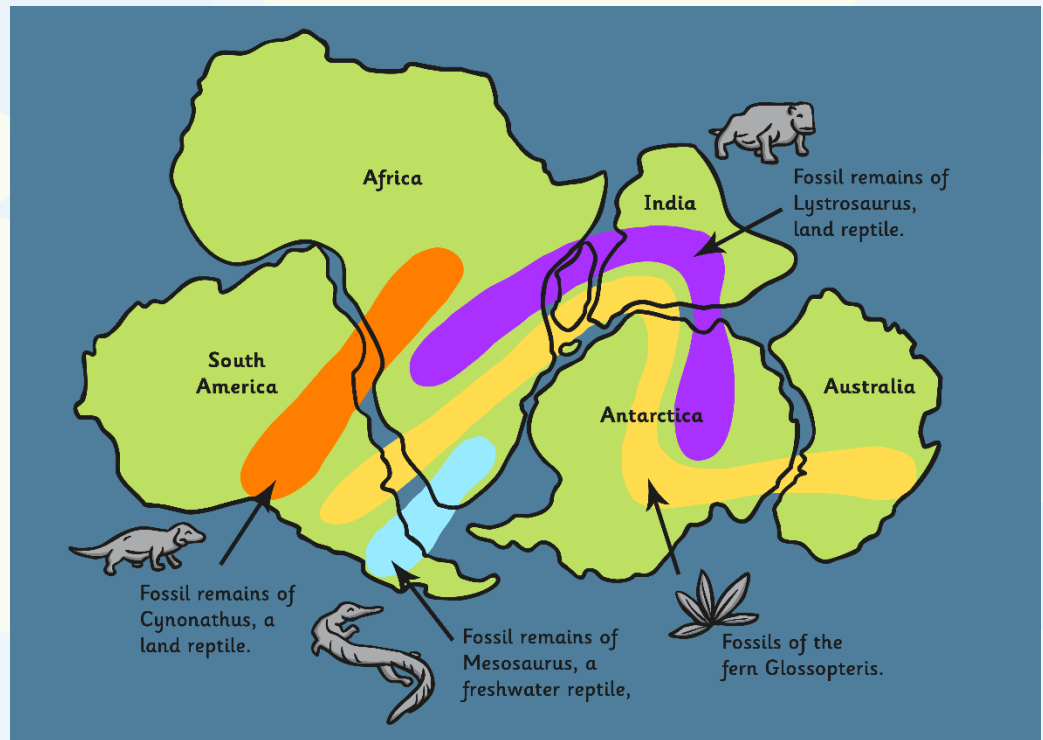 Africa
India
Fossil remains of
Lystrosaurus,
land reptile.
South
America
Antarctica
Australia
Fossil remains of
Cynonathus, a
land reptile.
Fossil remains of
Mesosaurus, a
freshwater reptile,
Fossils of the
fern Glossopteris.